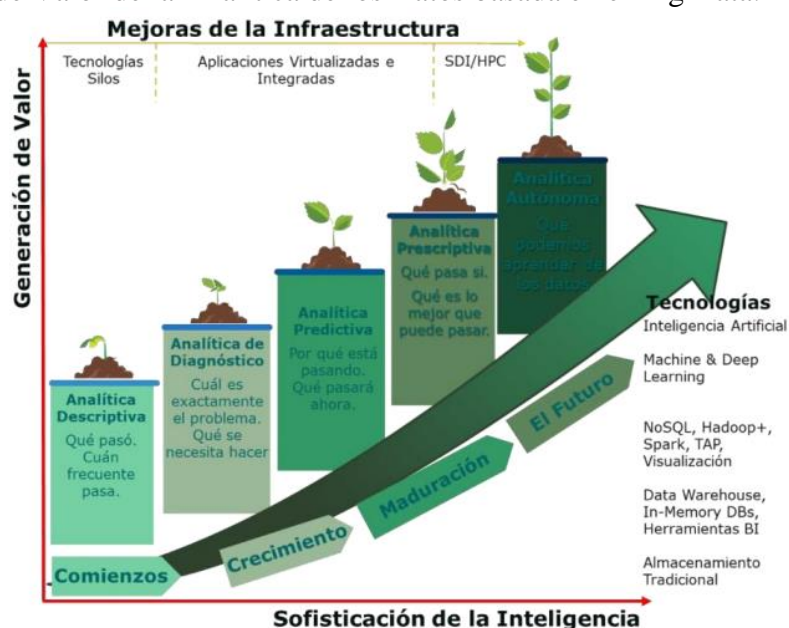 Mejoras de la Infraestructura
Tecnologías
Silos
Aplicaciones Virtualizadas e
Integradas
SDI/HPC
Generación de Valor
Analítica
Descriptiva
Qué pasó.
Cuán
frecuente
pasa.
Analítica de
Diagnóstico
Cuál es
exactamente
el problema.
Qué se
necesita hacer
Analítica
Predictiva
Por qué está
pasando.
Qué pasará
ahora.
Analítica
Prescriptiva
Qué pasa si.
Qué es lo
mejor que
puede pasar.
Analítica
Autónoma
Qué
podemos
aprender de
los datos
Comienzos
Crecimiento
Maduración
El Futuro
Tecnologías
Inteligencia Artificial
Machine & Deep
Learning
NoSQL, Hadoop+,
Spark, TAP,
Visualización
Data Warehouse,
In-Memory DBs,
Herramientas BI
Almacenamiento
Tradicional
Sofisticación de la Inteligencia